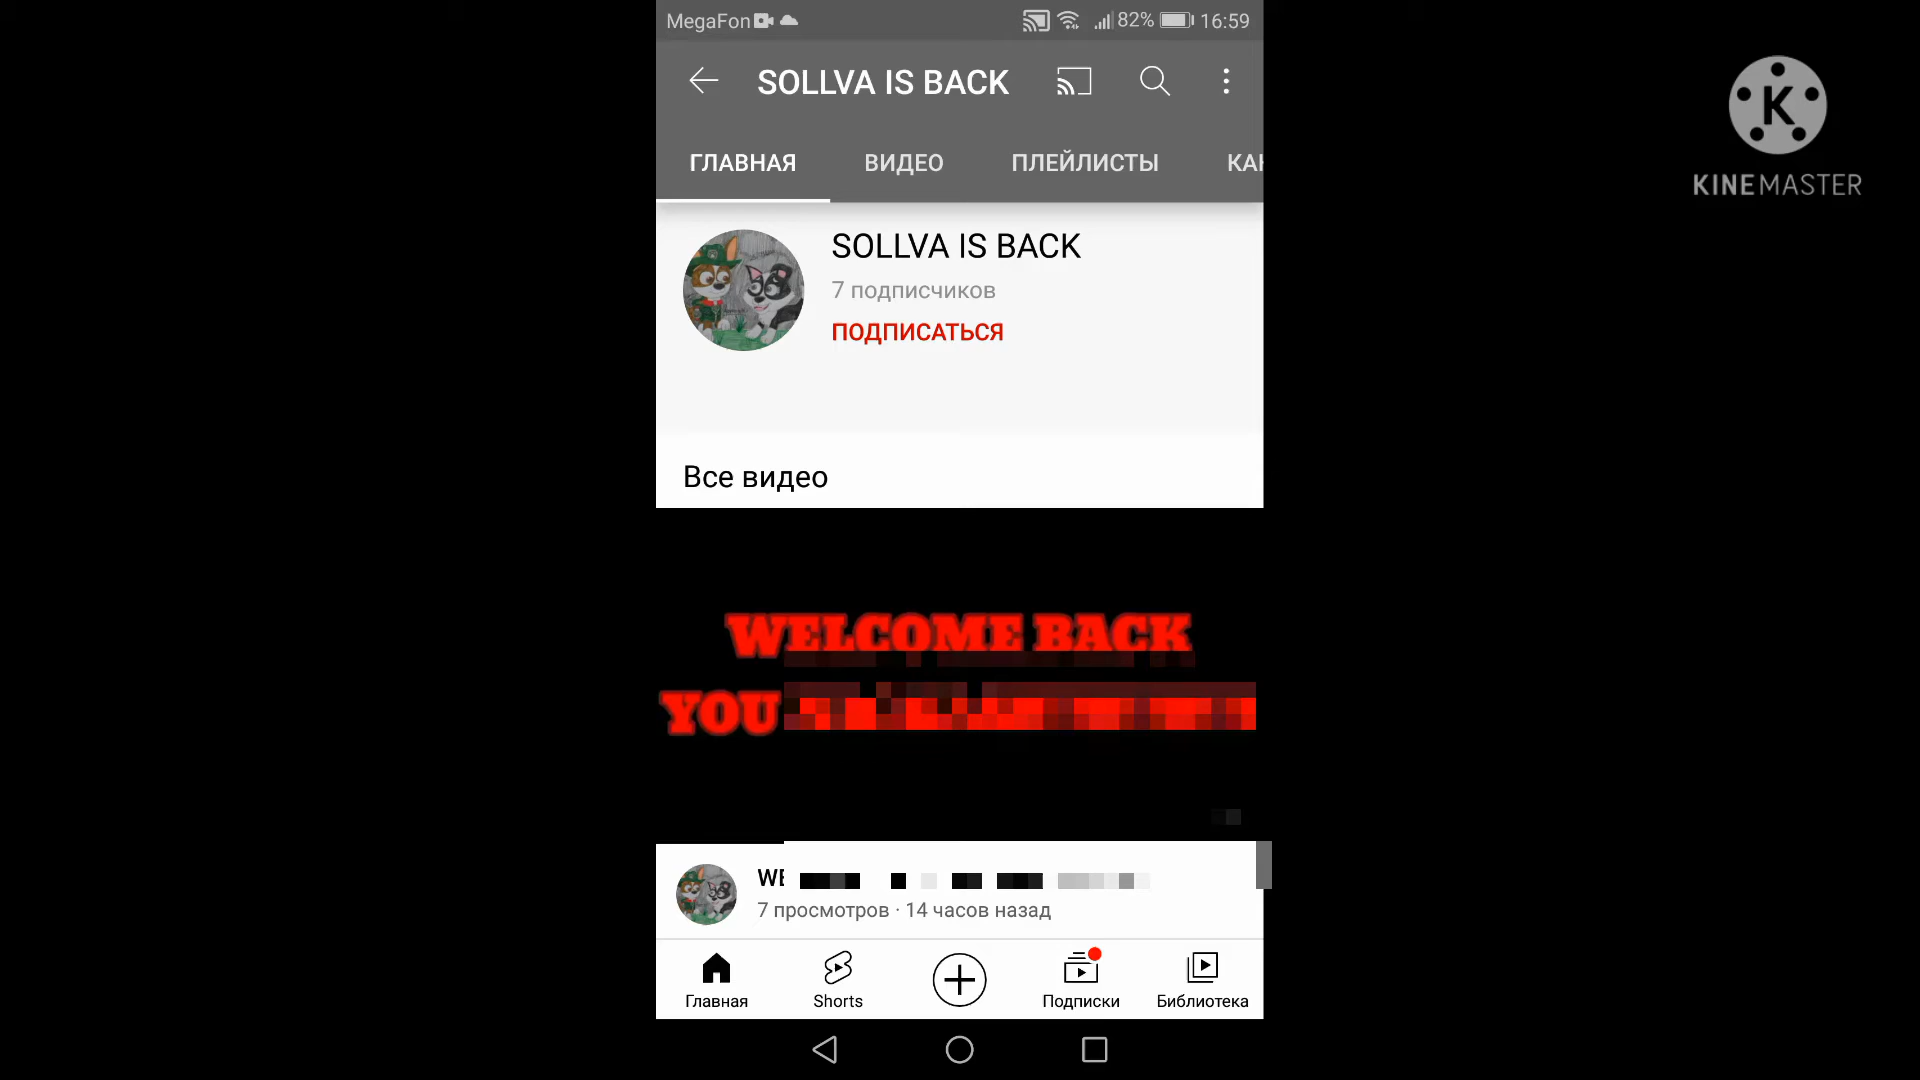 MegaFon 82% 16:59
SOLLVA IS BACK
ГЛАВНАЯ ВИДЕО ПЛЕЙЛИСТЫ
SOLLVA IS BACK
7 подписчиков
ПОДПИСАТЬСЯ
Все видео
WELCOME BACK
YOU
7 просмотров · 14 часов назад
Главная Shorts Подписки Библиотека
K
KINEMASTER